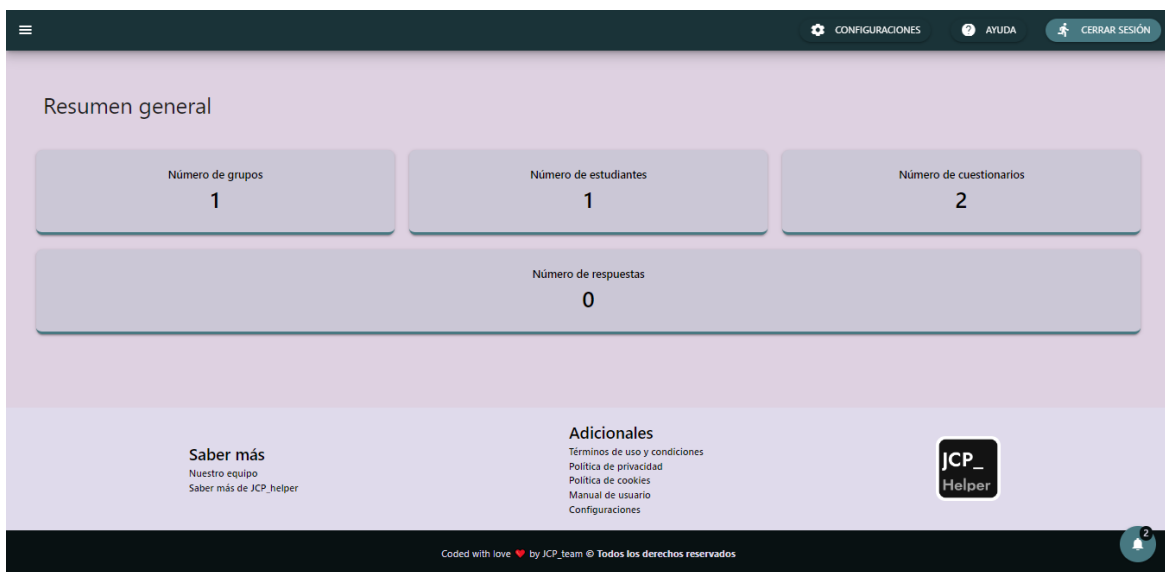 CONFIGURACIONES
AYUDA
CERRAR SESIÓN
Resumen general
Número de grupos
1
Número de estudiantes
1
Número de cuestionarios
2
Número de respuestas
0
Saber más
Nuestro equipo
Saber más de JCP_helper
Adicionales
Términos de uso y condiciones
Política de privacidad
Política de cookies
Manual de usuario
Configuraciones
JCP_
Helper
2
Coded with love ❤ by JCP_team © Todos los derechos reservados